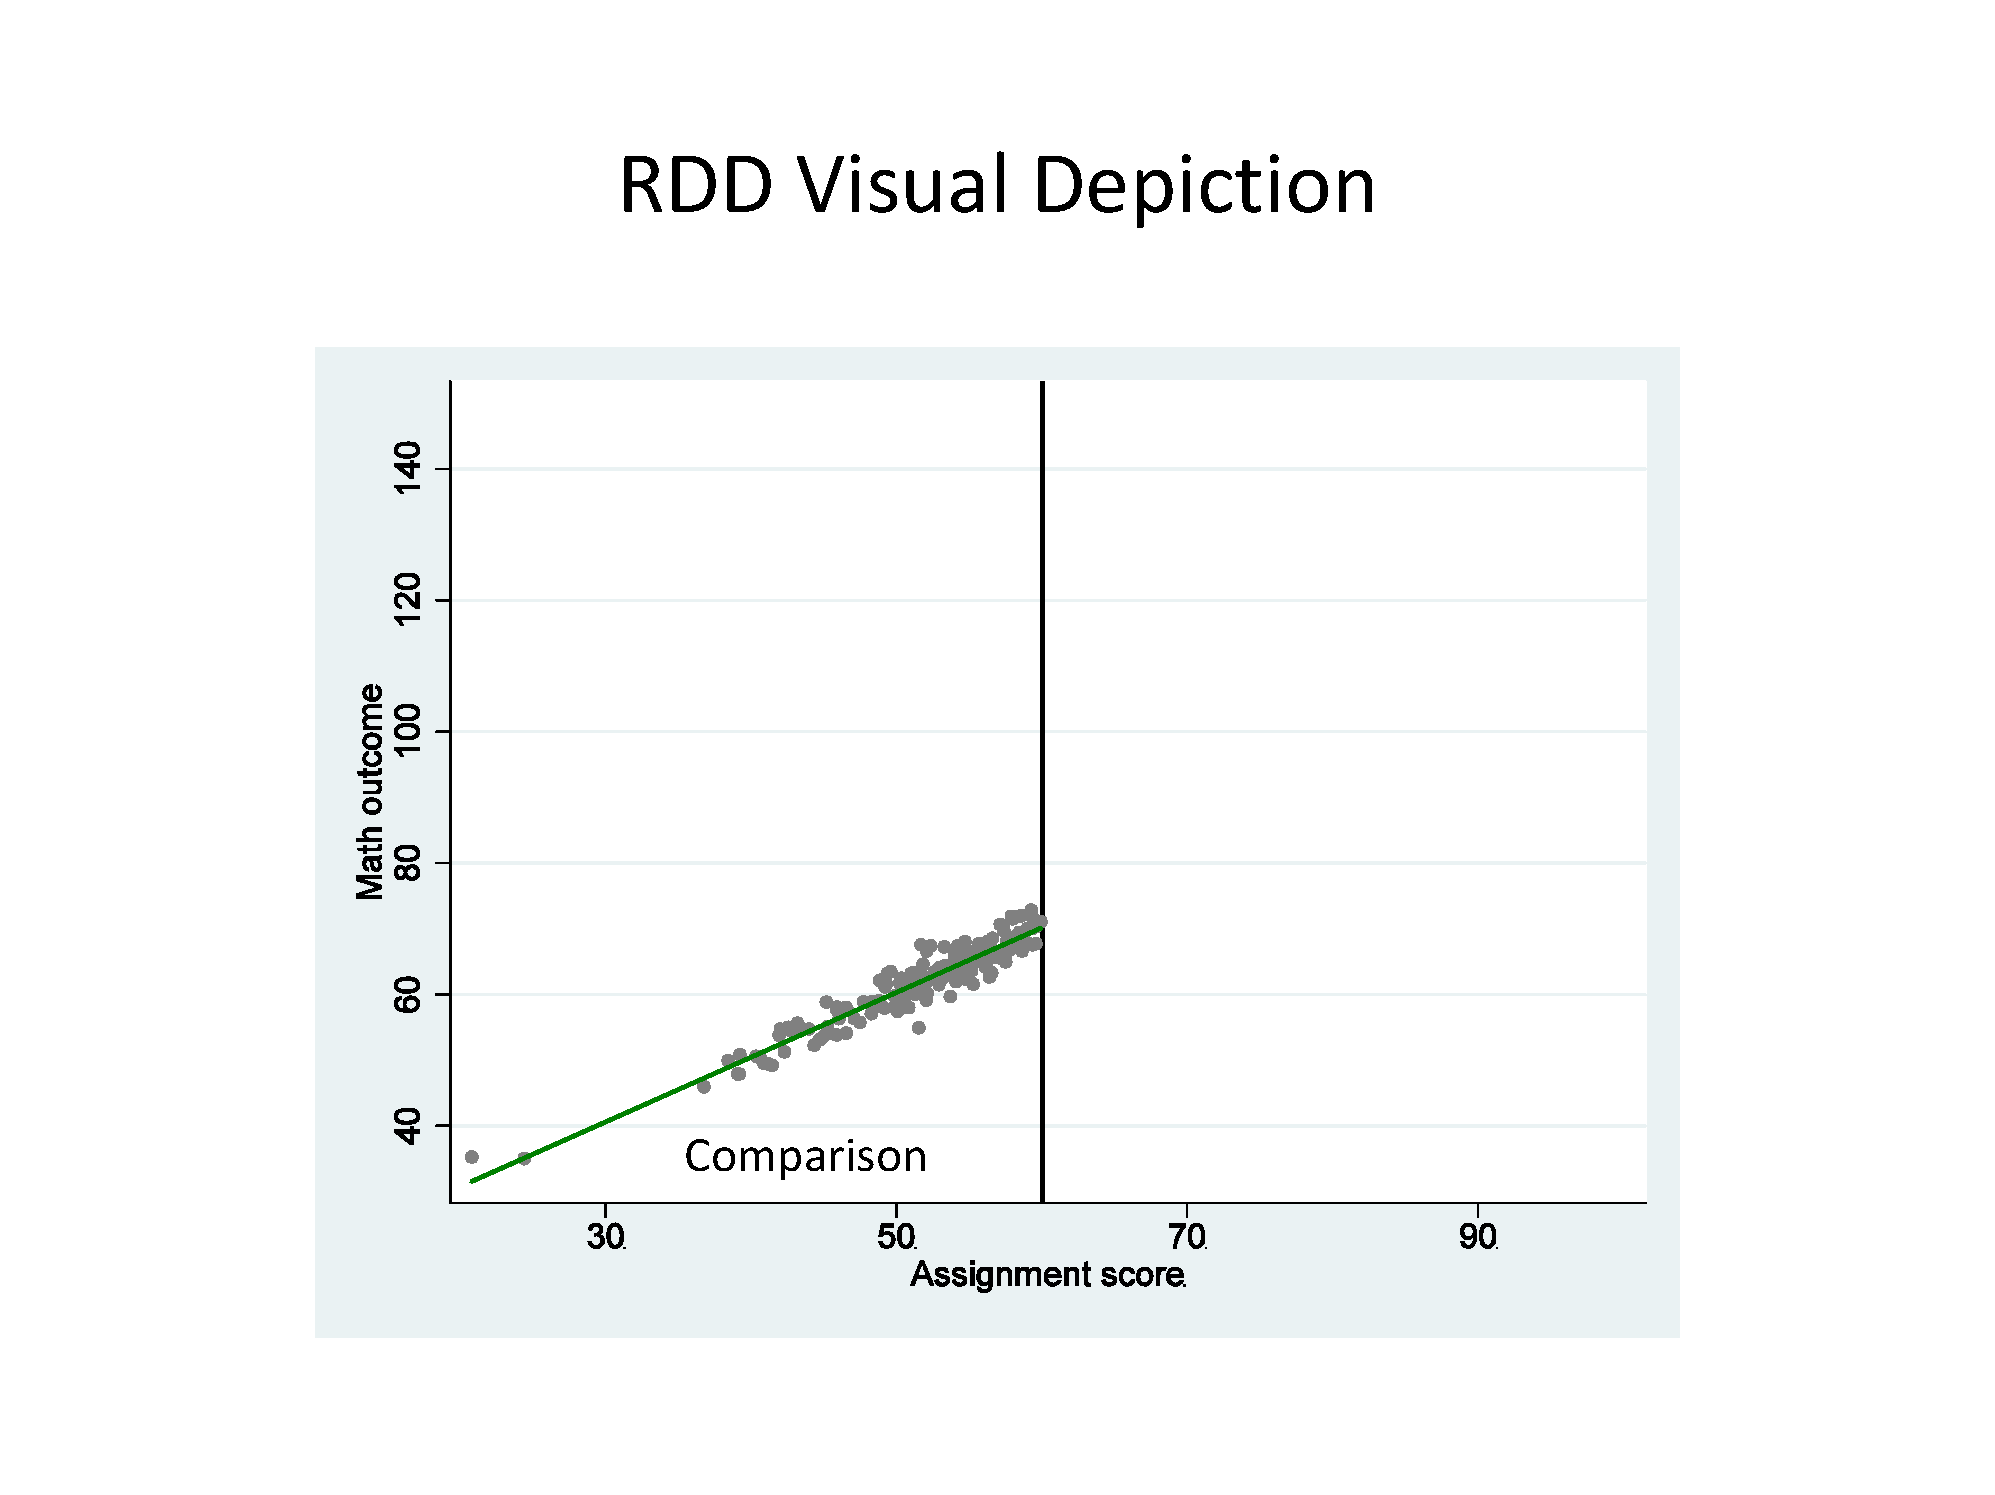 RDD Visual Depiction
140
120
100
80
60
40
Math outcome
Comparison
30.
50.
70.
90.
Assignment score.